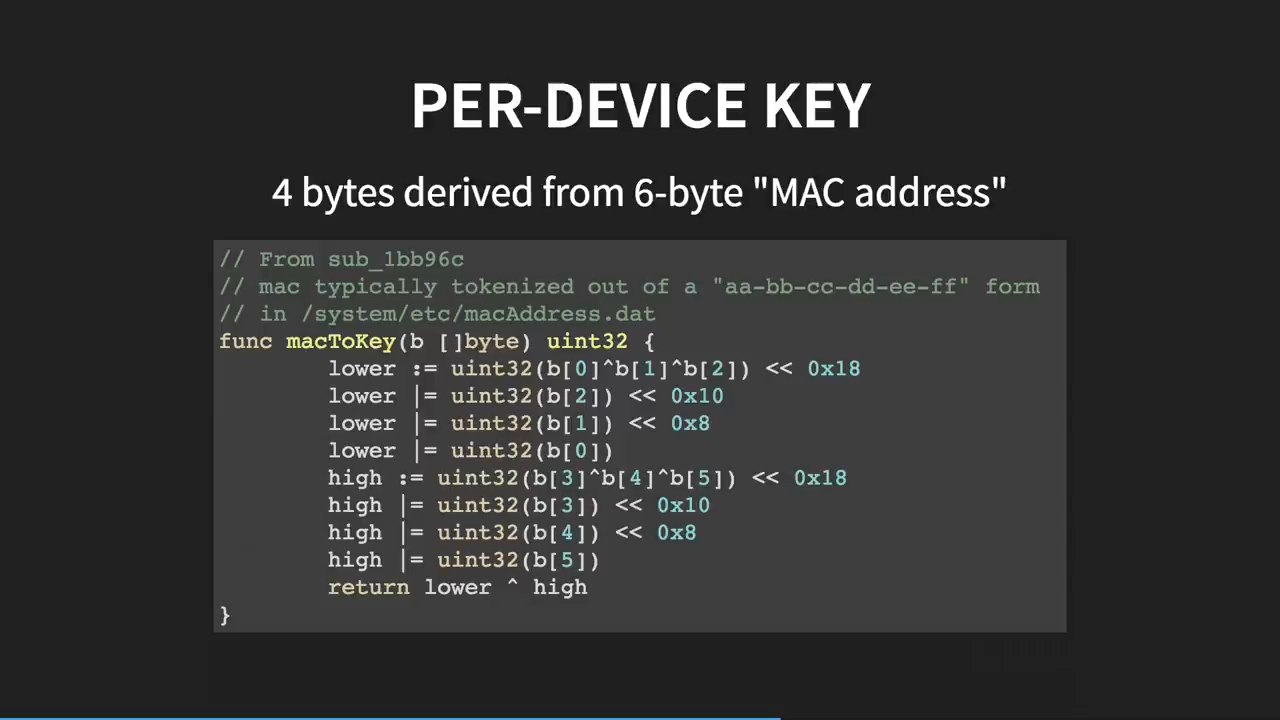 PER-DEVICE KEY
4 bytes derived from 6-byte "MAC address"
// From sub_1bb96c
// mac typically tokenized out of a "aa-bb-cc-dd-ee-ff" form
// in /system/etc/macAddress.dat
func macToKey(b []byte) uint32 {
        lower := uint32(b[0]^b[1]^b[2]) << 0x18
        lower |= uint32(b[2]) << 0x10
        lower |= uint32(b[1]) << 0x8
        lower |= uint32(b[0])
        high := uint32(b[3]^b[4]^b[5]) << 0x18
        high |= uint32(b[3]) << 0x10
        high |= uint32(b[4]) << 0x8
        high |= uint32(b[5])
        return lower ^ high
}